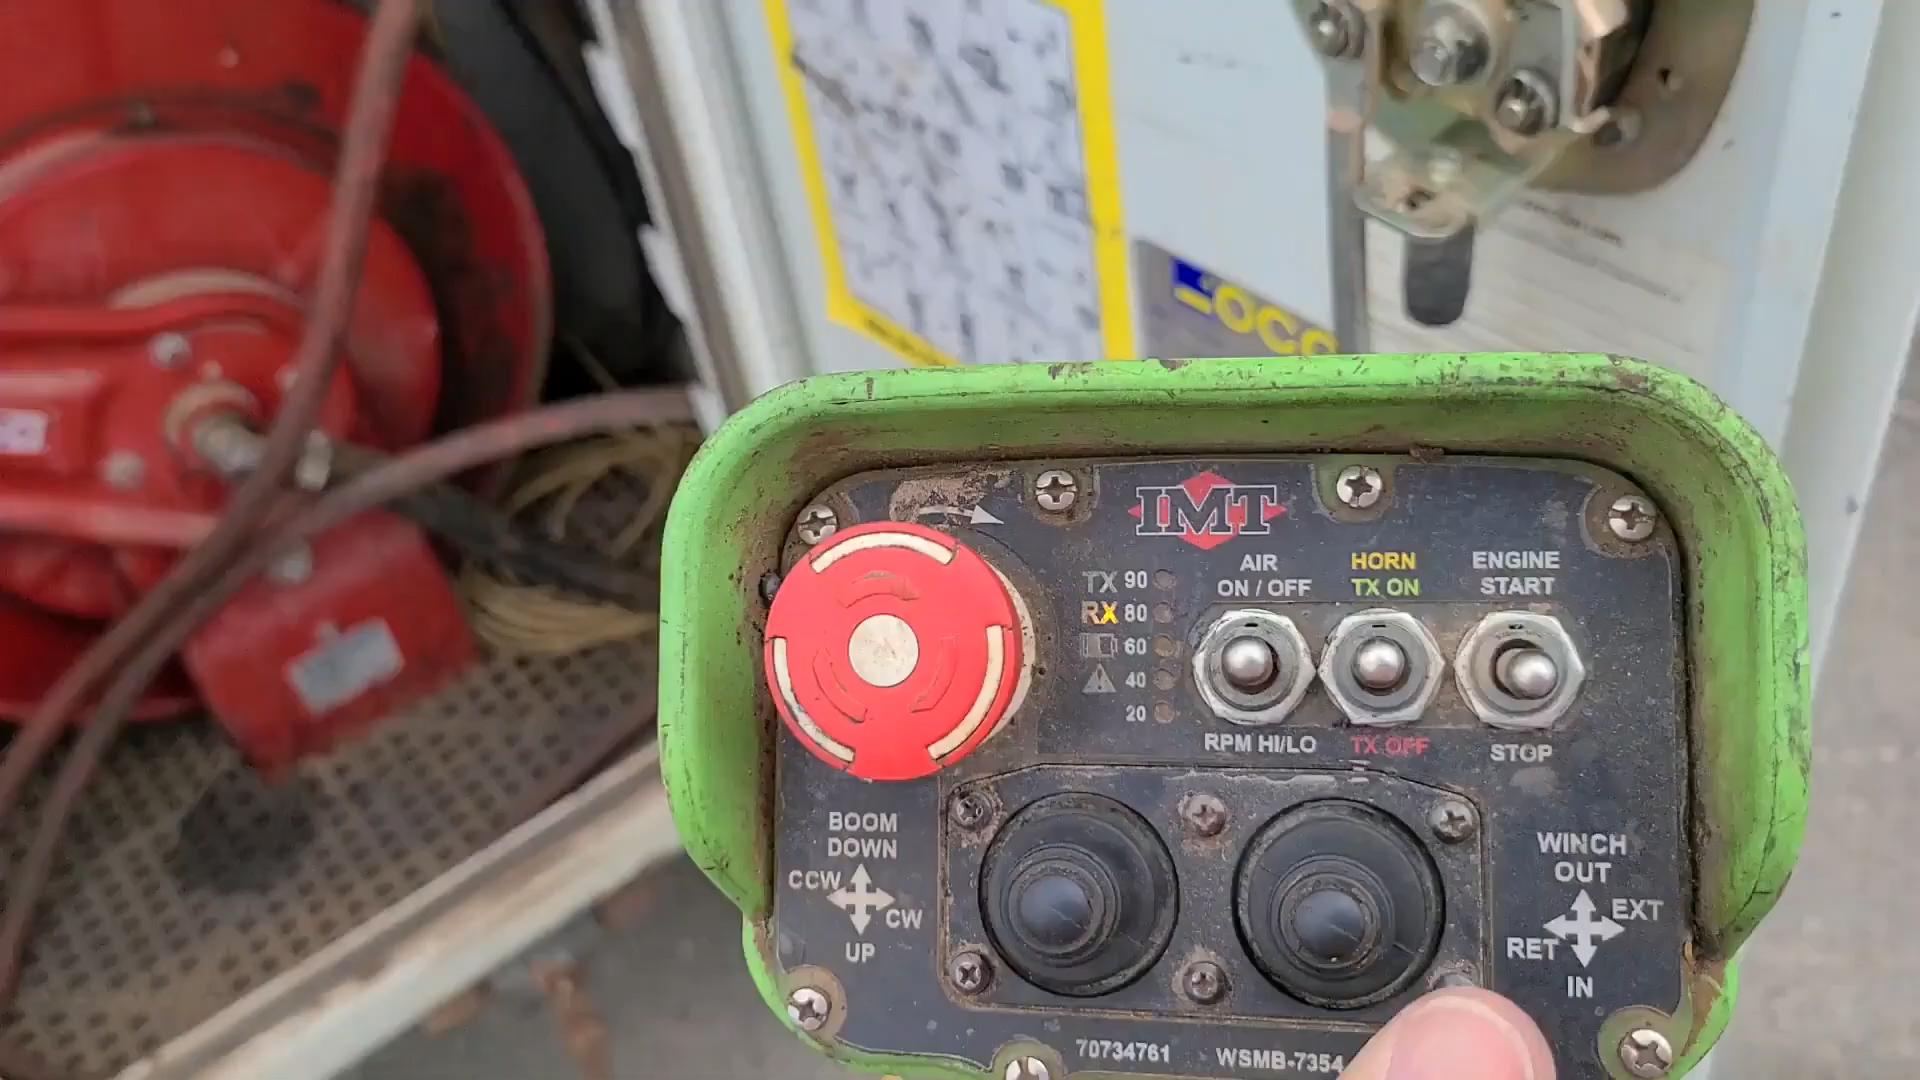 IMT
AIR
ON / OFF
HORN
TX ON
ENGINE
START
TX 90
RX 80
60
40
20
RPM HI/LO
TX OFF
STOP
BOOM
DOWN
CCW
CW
UP
WINCH
OUT
EXT
RET
IN
70734761
WSMB-7354